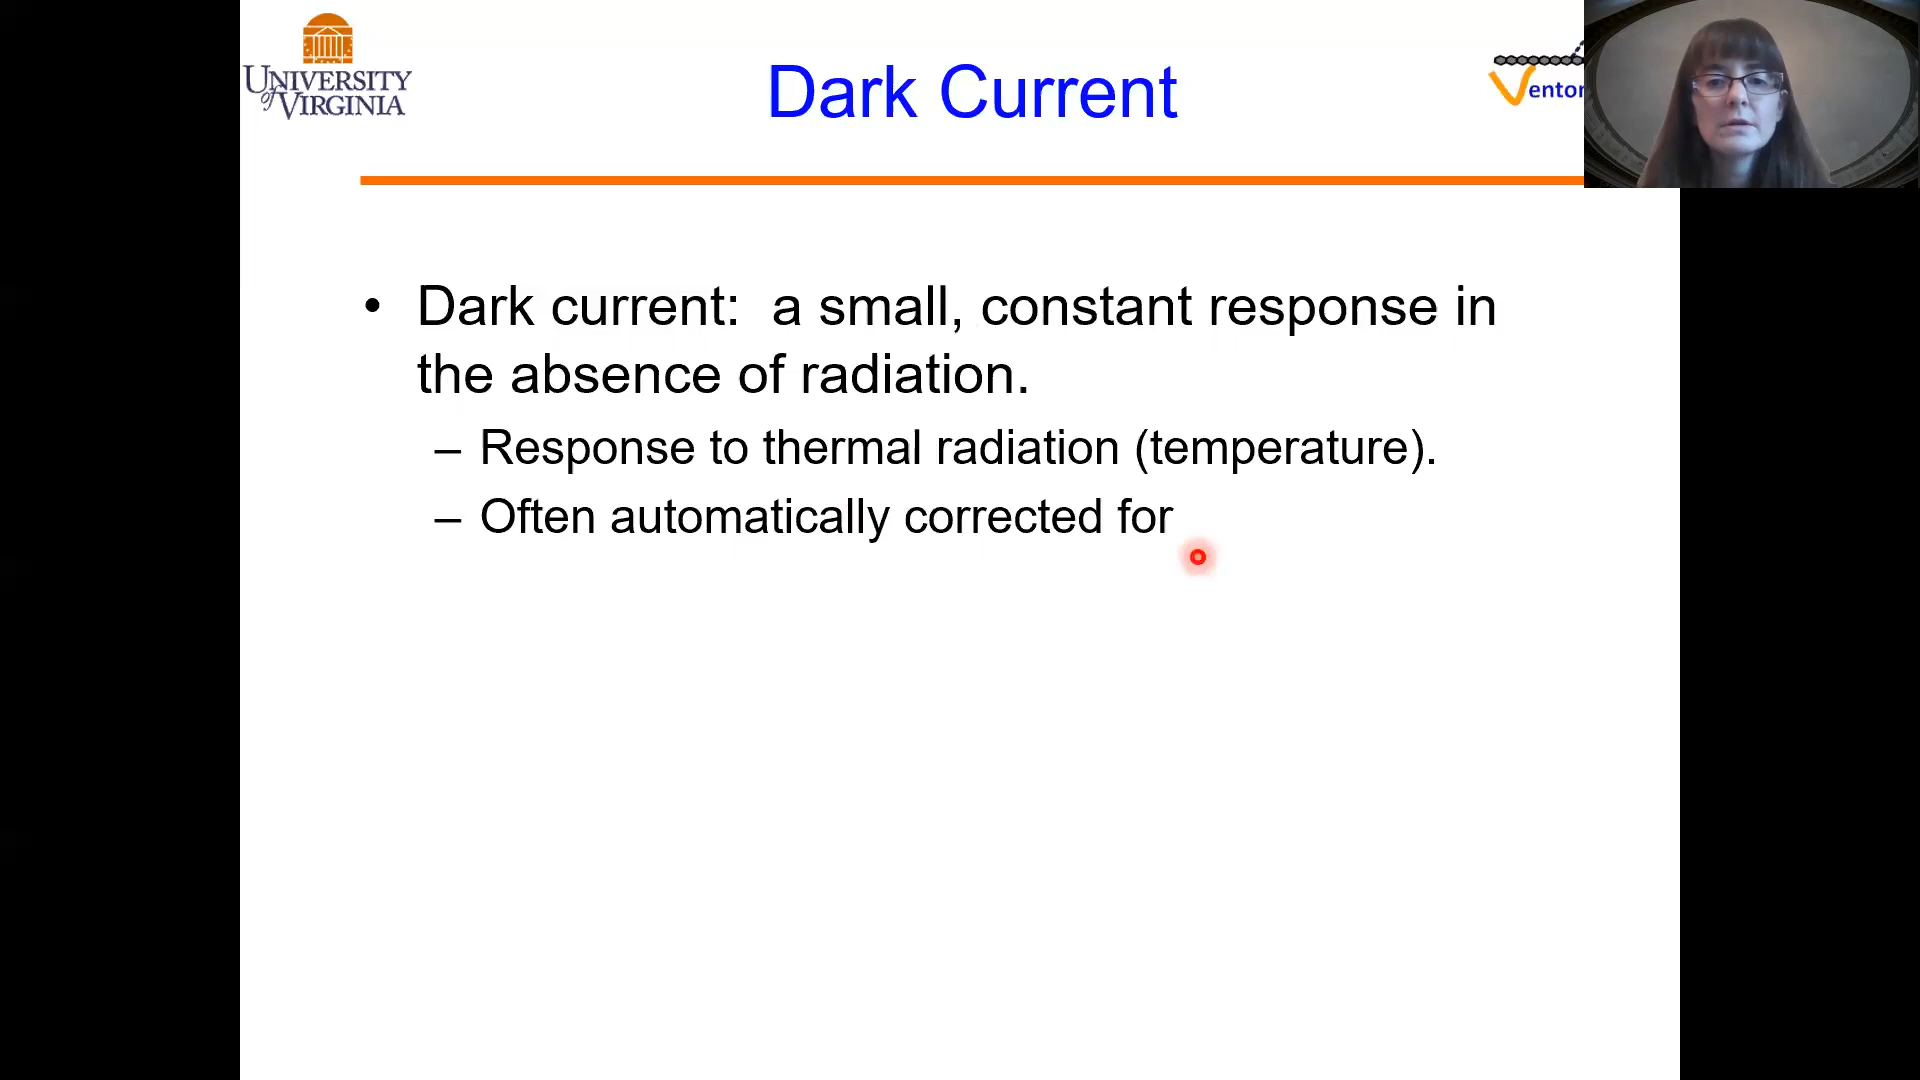 UNIVERSITY
of VIRGINIA
Dark Current
Ventor
• Dark current:  a small, constant response in
the absence of radiation.
– Response to thermal radiation (temperature).
– Often automatically corrected for